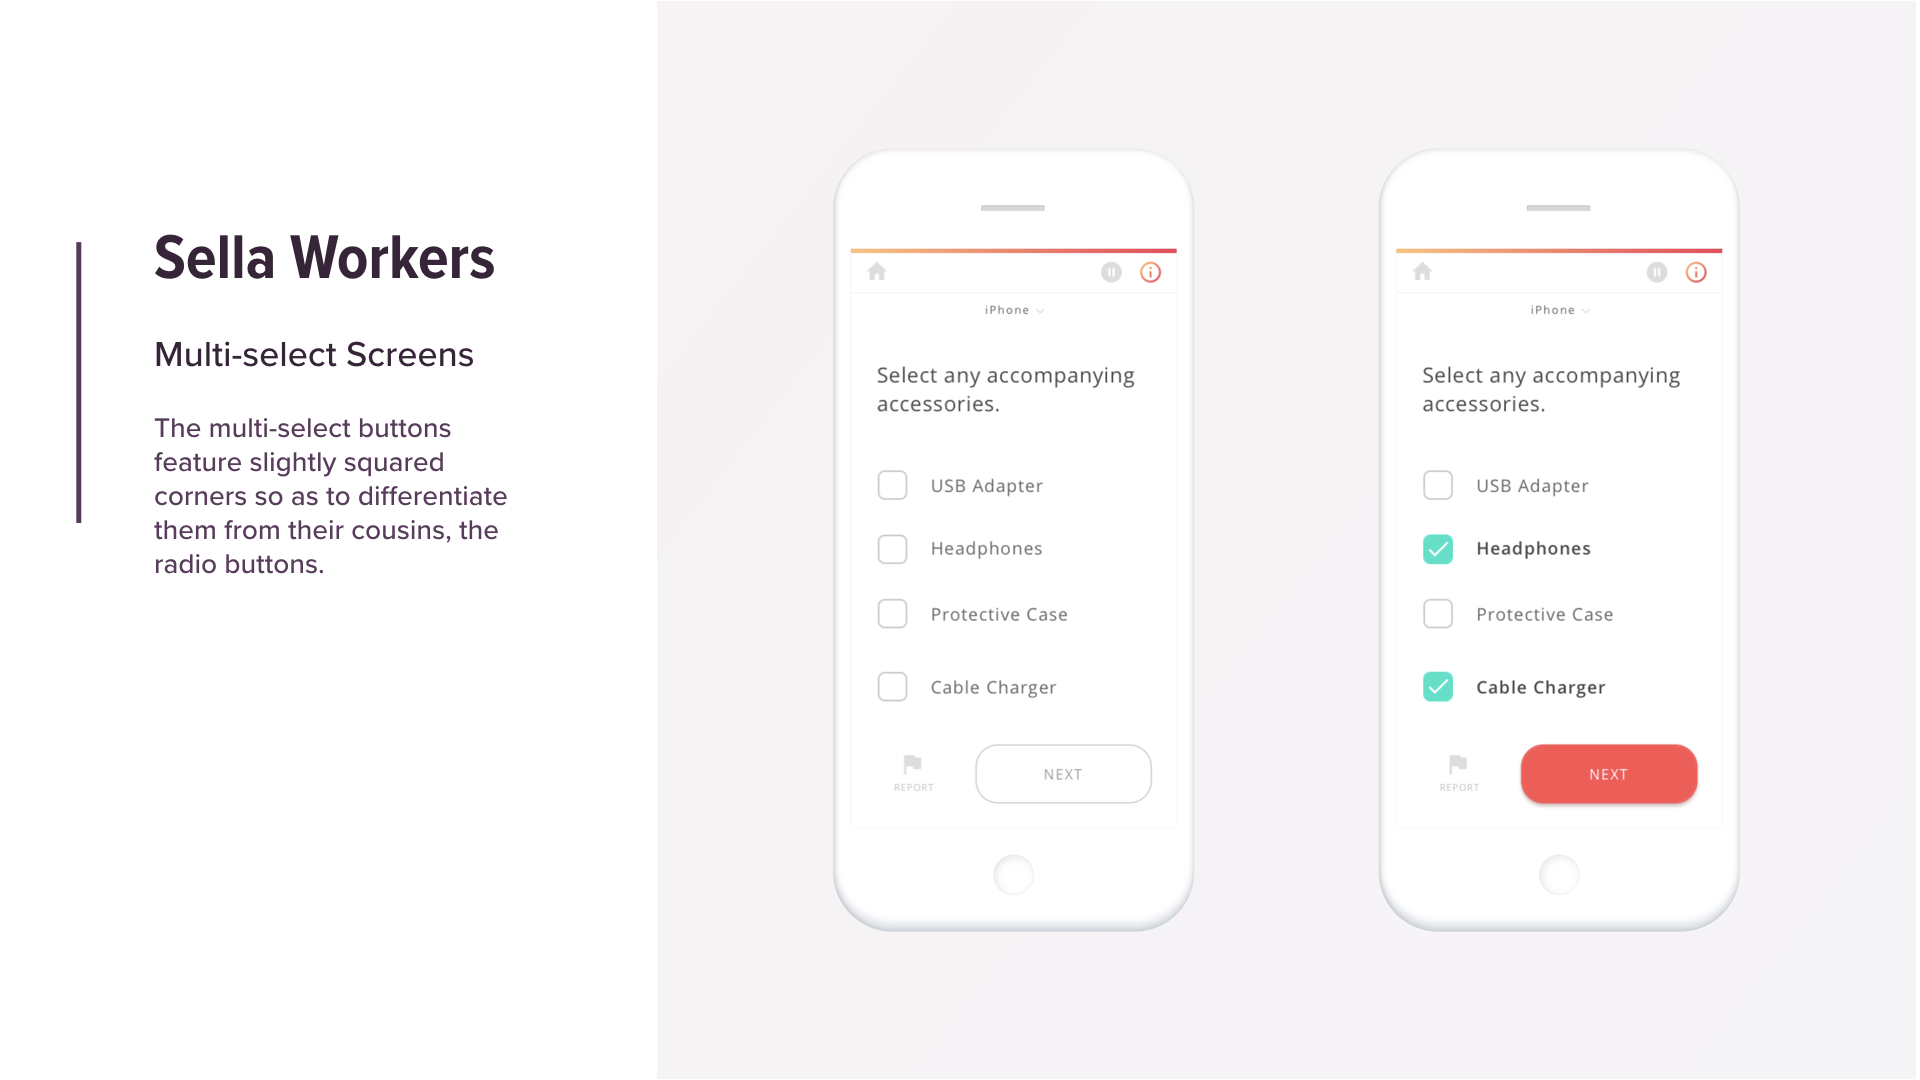 Sella Workers
Multi-select Screens
The multi-select buttons
feature slightly squared
corners so as to differentiate
them from their cousins, the
radio buttons.
iPhone
Select any accompanying
accessories.
USB Adapter
Headphones
Protective Case
Cable Charger
REPORT
NEXT
iPhone
Select any accompanying
accessories.
USB Adapter
Headphones
Protective Case
Cable Charger
REPORT
NEXT